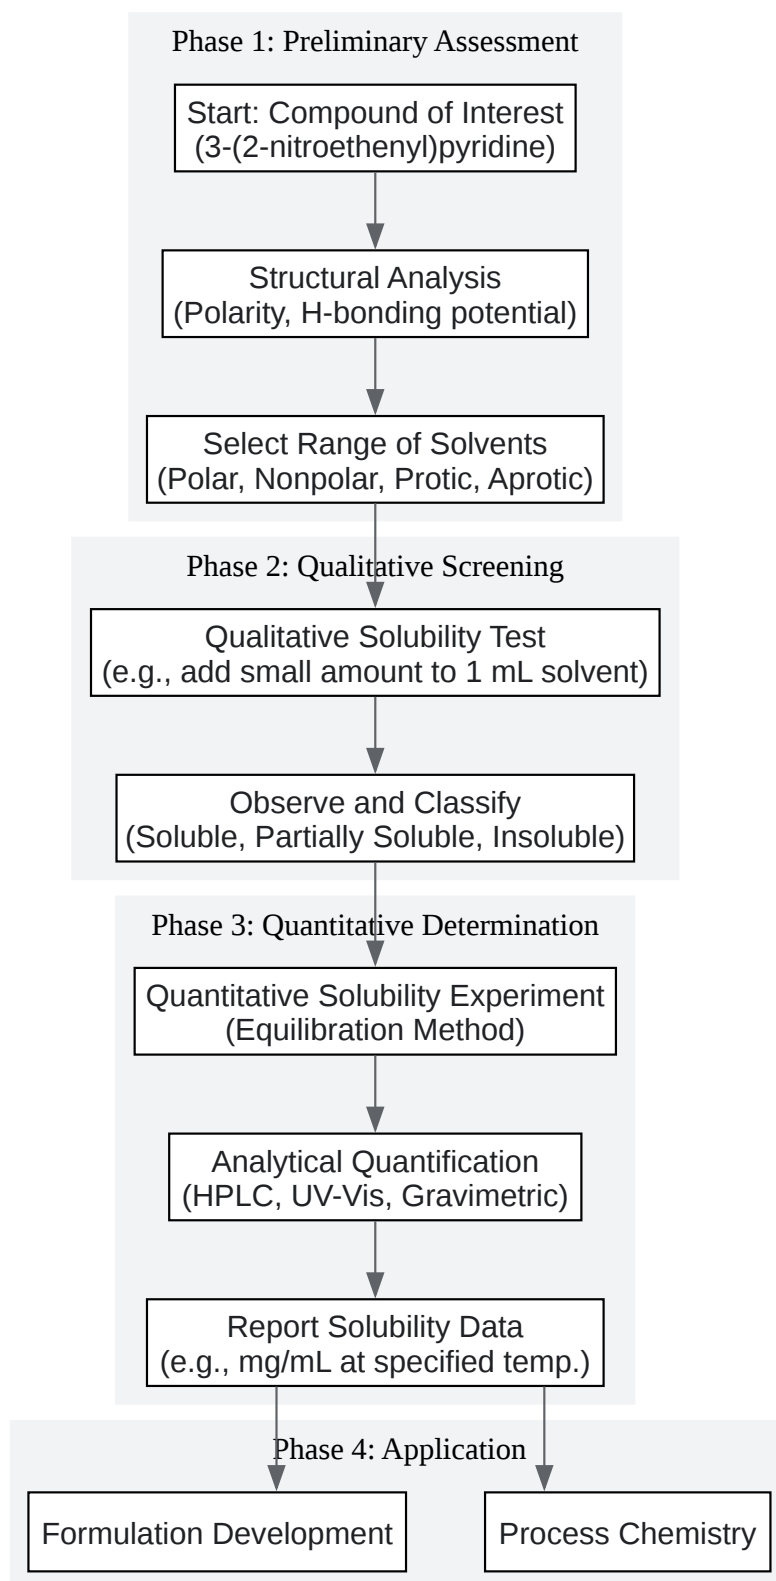 Phase 1: Preliminary Assessment
Start: Compound of Interest
(3-(2-nitroethenyl)pyridine)
Structural Analysis
(Polarity, H-bonding potential)
Select Range of Solvents
(Polar, Nonpolar, Protic, Aprotic)
Phase 2: Qualitative Screening
Qualitative Solubility Test
(e.g., add small amount to 1 mL solvent)
Observe and Classify
(Soluble, Partially Soluble, Insoluble)
Phase 3: Quantitative Determination
Quantitative Solubility Experiment
(Equilibration Method)
Analytical Quantification
(HPLC, UV-Vis, Gravimetric)
Report Solubility Data
(e.g., mg/mL at specified temp.)
Phase 4: Application
Formulation Development
Process Chemistry